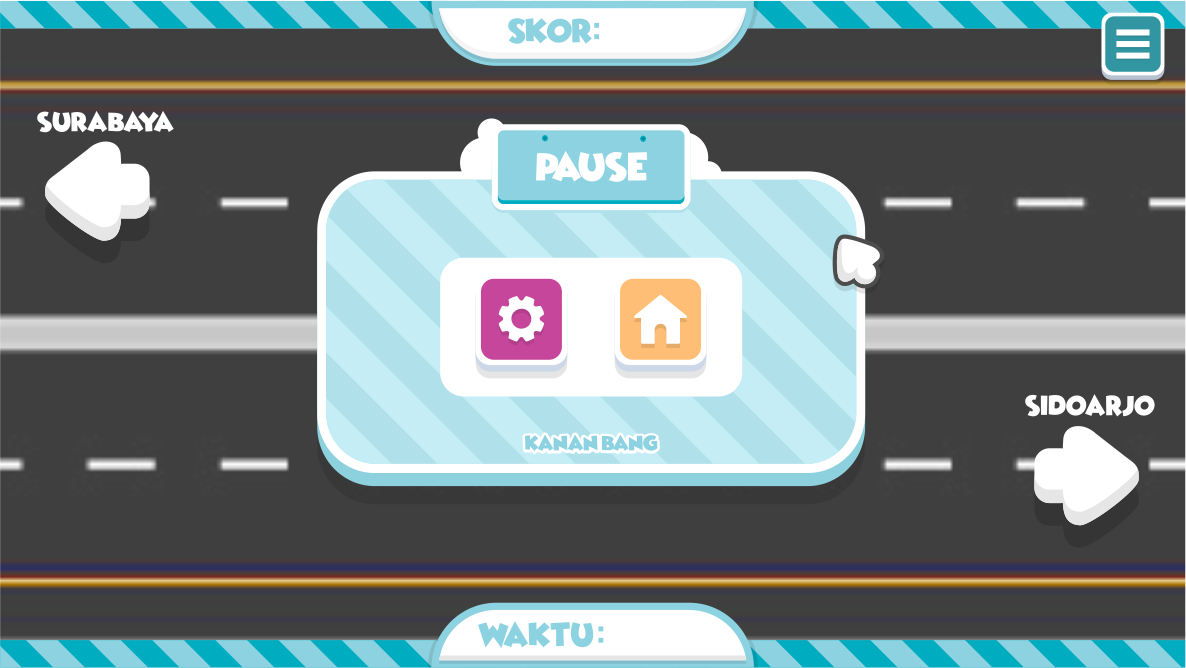 SKOR:
SURABAYA
PAUSE
SIDOARJO
KANAN BANG
WAKTU: